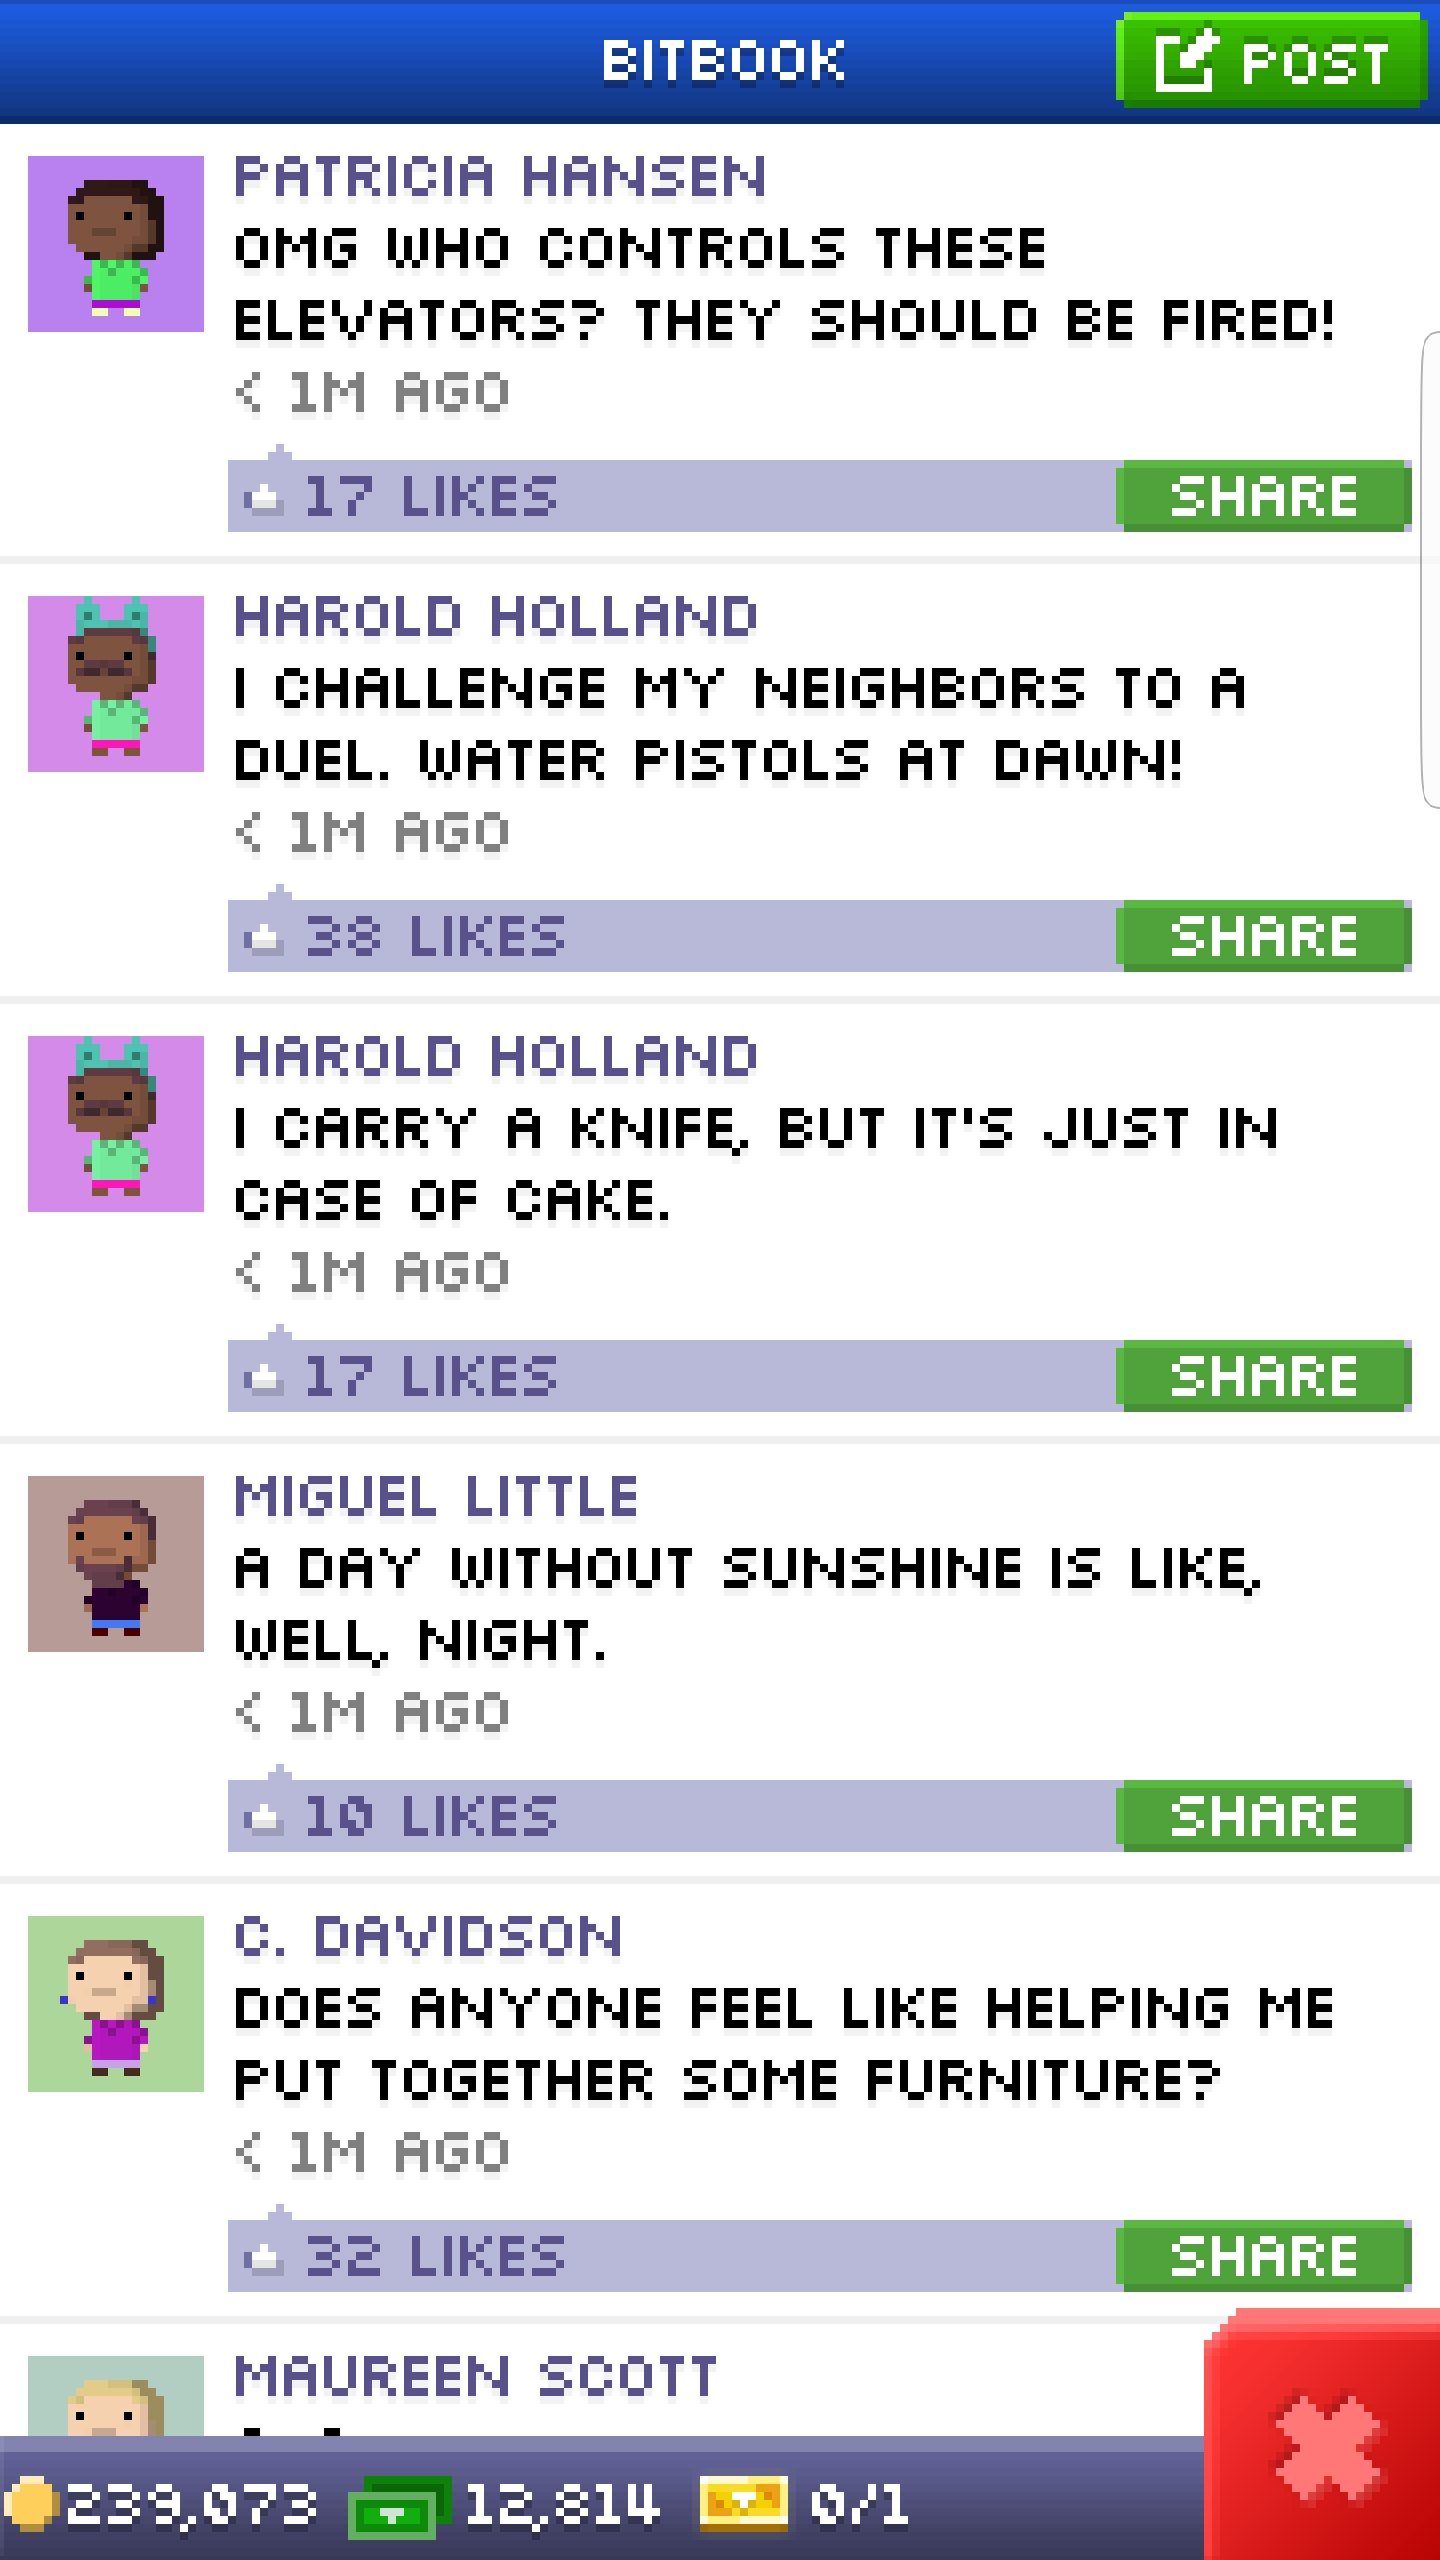 BITBOOK
POST
PATRICIA HANSEN
OMG WHO CONTROLS THESE
ELEVATORS? THEY SHOULD BE FIRED!
< 1M AGO
17 LIKES
SHARE
HAROLD HOLLAND
I CHALLENGE MY NEIGHBORS TO A
DUEL. WATER PISTOLS AT DAWN!
< 1M AGO
38 LIKES
SHARE
HAROLD HOLLAND
I CARRY A KNIFE, BUT IT'S JUST IN
CASE OF CAKE.
< 1M AGO
17 LIKES
SHARE
MIGUEL LITTLE
A DAY WITHOUT SUNSHINE IS LIKE,
WELL, NIGHT.
< 1M AGO
10 LIKES
SHARE
C. DAVIDSON
DOES ANYONE FEEL LIKE HELPING ME
PUT TOGETHER SOME FURNITURE?
< 1M AGO
32 LIKES
SHARE
MAUREEN SCOTT
239,073
12,814
0/1